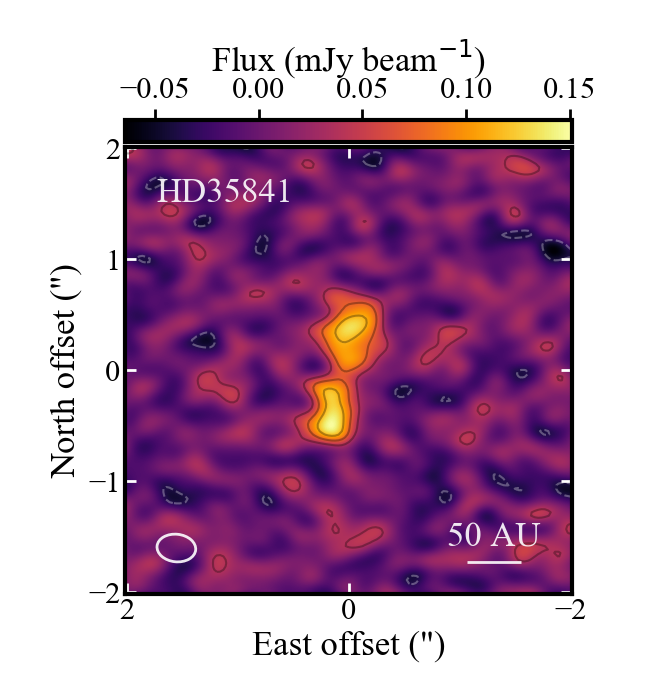 Flux (mJy beam⁻¹)
−0.05 0.00 0.05 0.10 0.15
HD35841
2
1
0
−1
−2
North offset (")
50 AU
2 0 −2
East offset (")